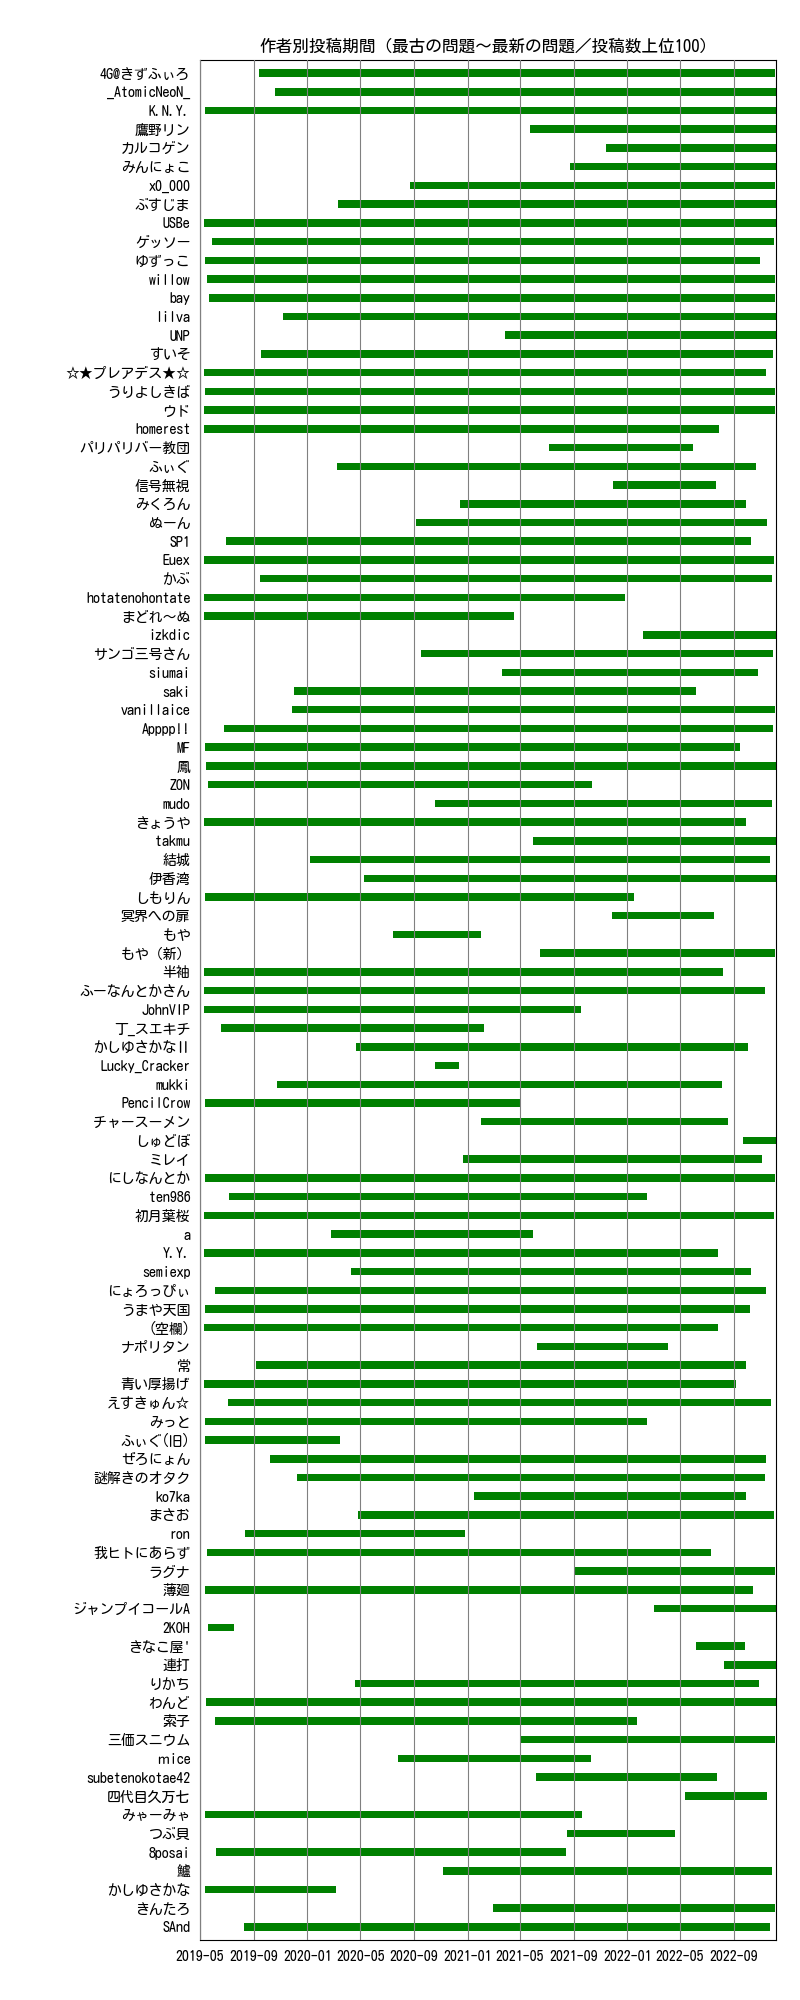 作者別投稿期間（最古の問題～最新の問題／投稿数上位100）
4G@きずふぃろ
_AtomicNeoN_
K.N.Y.
鷹野リン
カルコゲン
みんにょこ
x0_000
ぶすじま
USBe
ゲッソー
ゆずっこ
willow
bay
lilva
UNP
すいそ
☆★プレアデス★☆
うりよしきば
ウド
homerest
パリパリバー教団
ふぃぐ
信号無視
みくろん
ぬーん
SP1
Euex
かぶ
hotatenohontate
まどれ～ぬ
izkdic
サンゴ三号さん
siumai
saki
vanillaice
Appppll
MF
鳳
ZON
mudo
きょうや
takmu
結城
伊香湾
しもりん
冥界への扉
もや
もや（新）
半袖
ふーなんとかさん
JohnVIP
丁_スエキチ
かしゆさかなⅡ
Lucky_Cracker
mukki
PencilCrow
チャースーメン
しゅどぼ
ミレイ
にしなんとか
ten986
初月葉桜
a
Y.Y.
semiexp
にょろっぴぃ
うまや天国
(空欄)
ナポリタン
常
青い厚揚げ
えすきゅん☆
みっと
ふぃぐ(旧)
ぜろにょん
謎解きのオタク
ko7ka
まさお
ron
我ヒトにあらず
ラグナ
薄廻
ジャンプイコールA
2KOH
きなこ屋'
連打
りかち
わんど
索子
三価スニウム
mice
subetenokotae42
四代目久万七
みゃーみゃ
つぶ貝
8posai
鱸
かしゆさかな
きんたろ
SAnd
2019-05 2019-09 2020-01 2020-05 2020-09 2021-01 2021-05 2021-09 2022-01 2022-05 2022-09